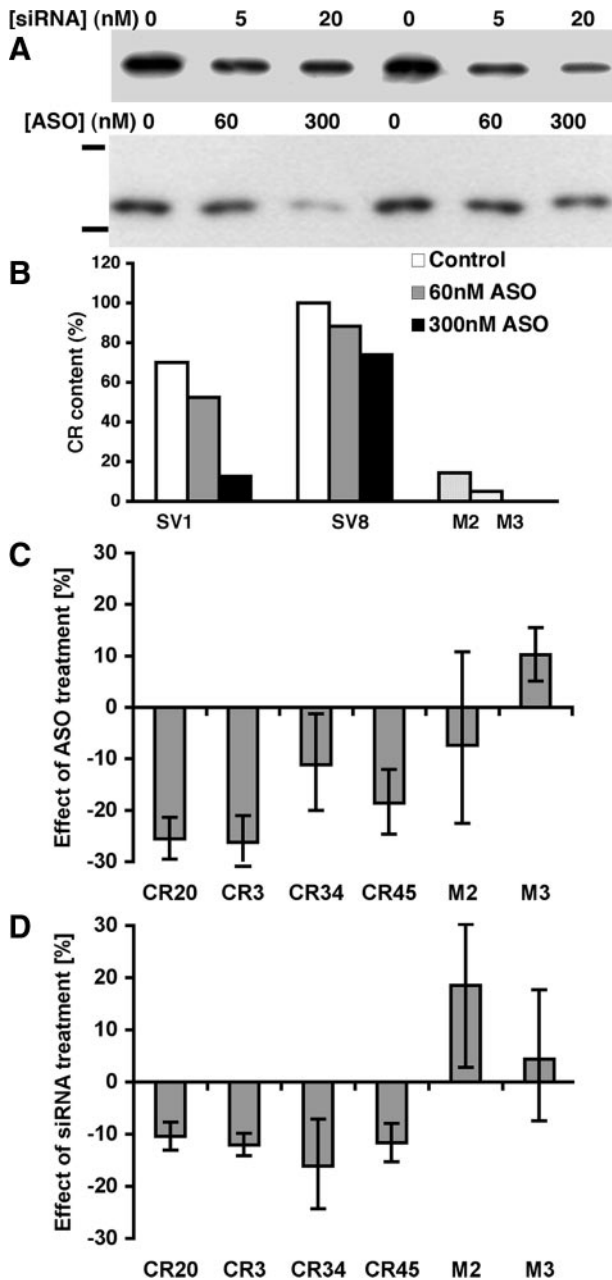 [siRNA] (nM) 0 5 20 0 5 20
A
[ASO] (nM) 0 60 300 0 60 300
B
Control
60nM ASO
300nM ASO
CR content (%)
120
100
80
60
40
20
0
SV1 SV8 M2 M3
C
Effect of ASO treatment [%]
30
20
10
0
-10
-20
-30
CR20 CR3 CR34 CR45 M2 M3
D
Effect of siRNA treatment [%]
30
20
10
0
-10
-20
-30
CR20 CR3 CR34 CR45 M2 M3